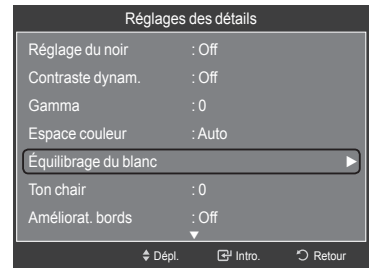 Réglages des détails
Réglage du noir : Off
Contraste dynam. : Off
Gamma : 0
Espace couleur : Auto
Équilibrage du blanc
Ton chair : 0
Améliorat. bords : Off
Dépl. Intro. Retour